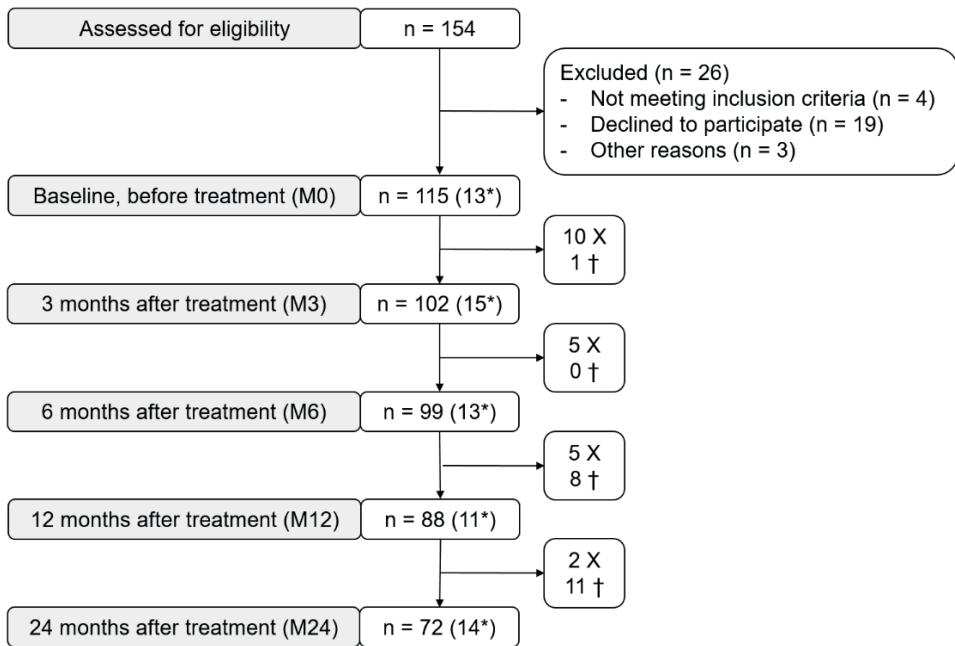 Assessed for eligibility
n = 154
Excluded (n = 26)
- Not meeting inclusion criteria (n = 4)
- Declined to participate (n = 19)
- Other reasons (n = 3)
Baseline, before treatment (M0)
n = 115 (13*)
10 X
1 †
3 months after treatment (M3)
n = 102 (15*)
5 X
0 †
6 months after treatment (M6)
n = 99 (13*)
5 X
8 †
12 months after treatment (M12)
n = 88 (11*)
2 X
11 †
24 months after treatment (M24)
n = 72 (14*)